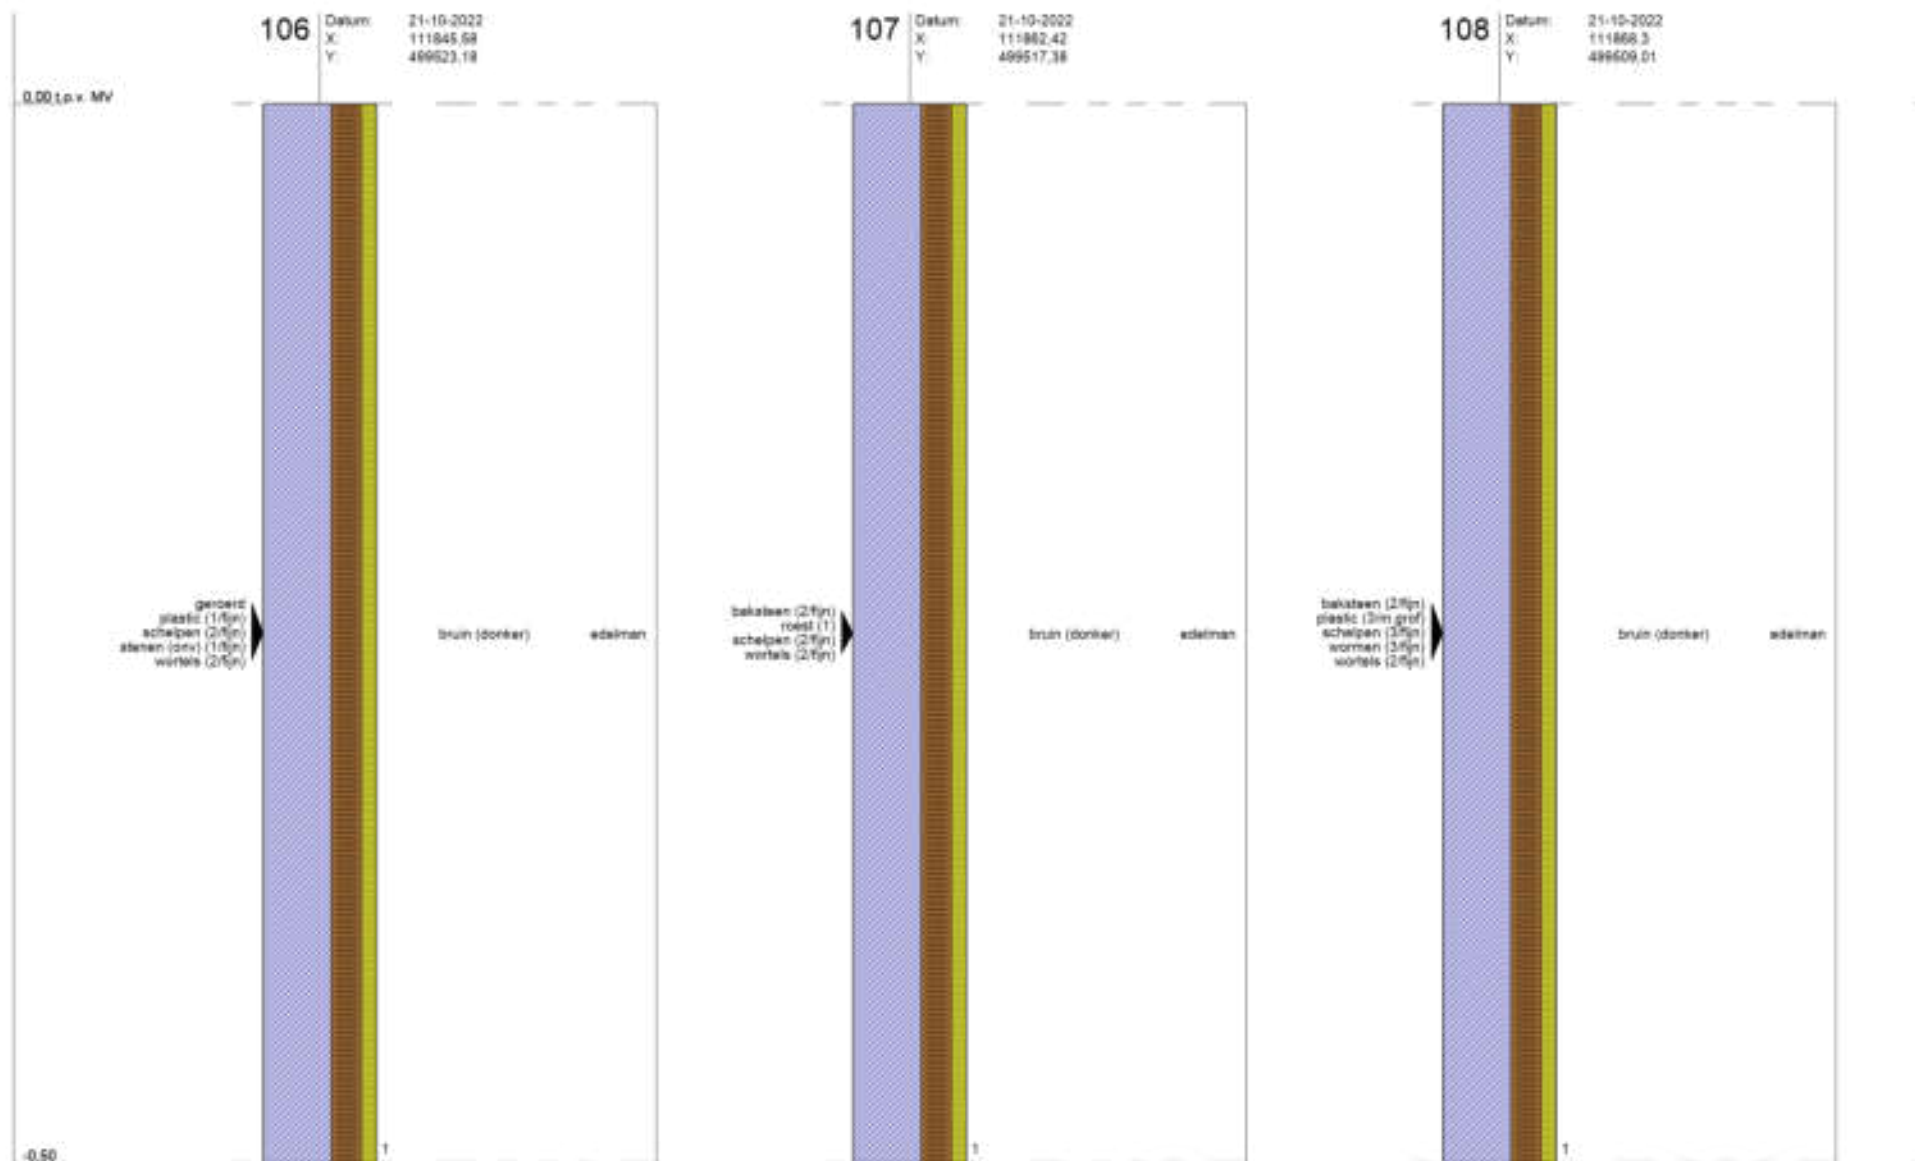 106
Datum: 21-10-2022
X: 111845,58
Y: 499523,18
107
Datum: 21-10-2022
X: 111862,42
Y: 499517,38
108
Datum: 21-10-2022
X: 111868,3
Y: 499509,01
0,00 t.o.v. MV
geroerd
plastic (1/fijn)
schelpen (2/fijn)
stenen (onv) (1/fijn)
wortels (2/fijn)
bruin (donker)
edelman
baksteen (2/fijn)
roest (1)
schelpen (2/fijn)
wortels (2/fijn)
bruin (donker)
edelman
baksteen (2/fijn)
plastic (3/m.grof)
schelpen (3/fijn)
wormen (3/fijn)
wortels (2/fijn)
bruin (donker)
edelman
-0,50
1
1
1